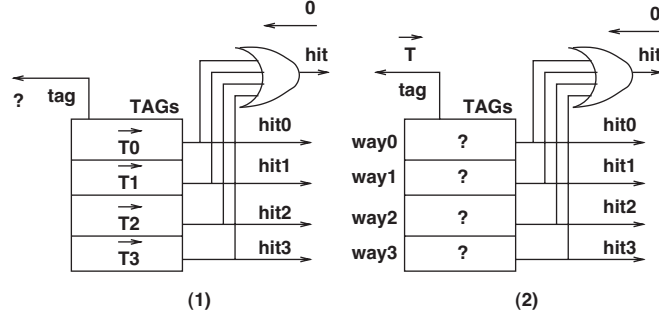 0
hit
?
tag
TAGs
T0
T1
T2
T3
hit0
hit1
hit2
hit3
(1)
0
hit
T
tag
TAGs
way0
?
way1
?
way2
?
way3
?
hit0
hit1
hit2
hit3
(2)